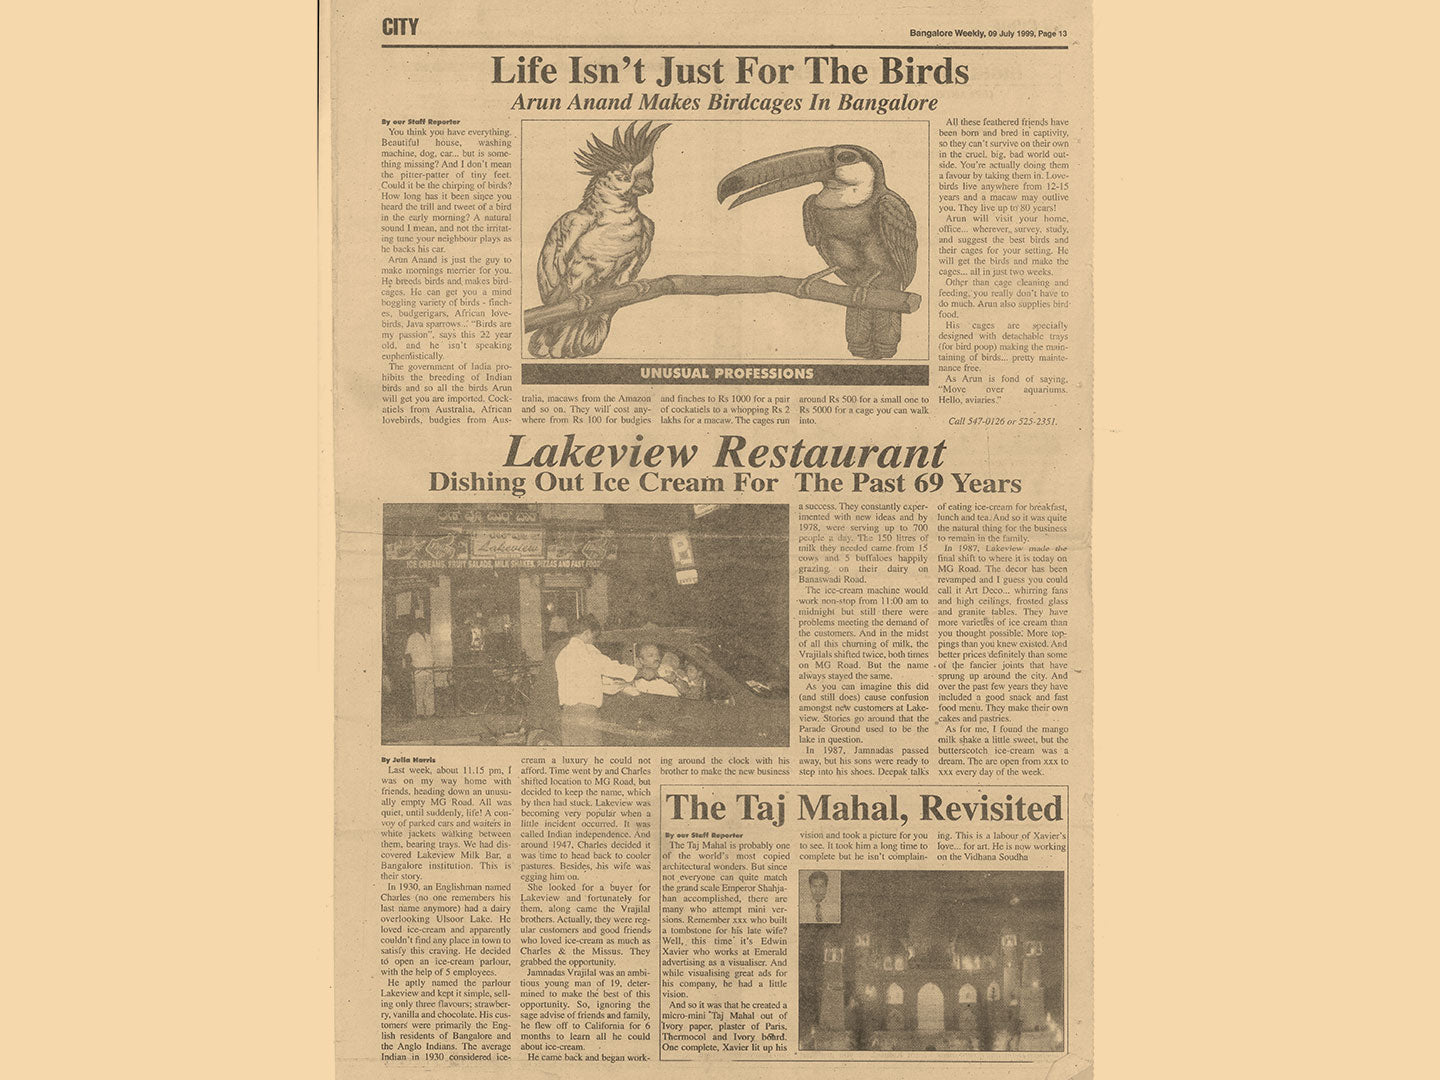 CITY
Bangalore Weekly, 09 July 1999, Page 13
Life Isn't Just For The Birds
Arun Anand Makes Birdcages In Bangalore
By our Staff Reporter
You think you have everything.
Beautiful house, washing
machine, dog, car... but is some-
thing missing? And I don't mean
the pitter-patter of tiny feet.
Could it be the chirping of birds?
How long has it been since you
heard the trill and tweet of a bird
in the early morning? A natural
sound I mean, and not the irritat-
ing tune your neighbour plays as
he backs his car.
Arun Anand is just the guy to
make mornings merrier for you.
He breeds birds and makes bird-
cages. He can get you a mind
boggling variety of birds - finch-
es, budgerigars, African love-
birds, Java sparrows... "Birds are
my passion", says this 22 year
old, and he isn't speaking
euphemistically.
The government of India pro-
hibits the breeding of Indian
birds and so all the birds Arun
will get you are imported. Cock-
atiels from Australia, African
lovebirds, budgies from Aus-
UNUSUAL PROFESSIONS
tralia, macaws from the Amazon
and so on. They will cost any-
where from Rs 100 for budgies
and finches to Rs 1000 for a pair
of cockatiels to a whopping Rs 2
lakhs for a macaw. The cages run
around Rs 500 for a small one to
Rs 5000 for a cage you can walk
into.
All these feathered friends have
been born and bred in captivity,
so they can't survive on their own
in the cruel, big, bad world out-
side. You're actually doing them
a favour by taking them in. Love-
birds live anywhere from 12-15
years and a macaw may outlive
you. They live up to 80 years!
Arun will visit your home,
office... wherever, survey, study,
and suggest the best birds and
their cages for your setting. He
will get the birds and make the
cages... all in just two weeks.
Other than cage cleaning and
feeding, you really don't have to
do much. Arun also supplies bird
food.
His cages are specially
designed with detachable trays
(for bird poop) making the main-
taining of birds... pretty mainte-
nance free.
As Arun is fond of saying,
"Move over aquariums.
Hello, aviaries."
Call 547-0126 or 525-2351.
Lakeview Restaurant
Dishing Out Ice Cream For The Past 69 Years
Lakeview
ICE CREAMS, FRUIT SALADS, MILK SHAKES, PIZZAS AND FAST FOOD
By Julia Harris
Last week, about 11.15 pm, I
was on my way home with
friends, heading down an unusu-
ally empty MG Road. All was
quiet, until suddenly, life! A con-
voy of parked cars and waiters in
white jackets walking between
them, bearing trays. We had dis-
covered Lakeview Milk Bar, a
Bangalore institution. This is
their story.
In 1930, an Englishman named
Charles (no one remembers his
last name anymore) had a dairy
overlooking Ulsoor Lake. He
loved ice-cream and apparently
couldn't find any place in town to
satisfy this craving. He decided
to open an ice-cream parlour,
with the help of 5 employees.
He aptly named the parlour
Lakeview and kept it simple, sell-
ing only three flavours; strawber-
ry, vanilla and chocolate. His cus-
tomers were primarily the Eng-
lish residents of Bangalore and
the Anglo Indians. The average
Indian in 1930 considered ice-
cream a luxury he could not
afford. Time went by and Charles
shifted location to MG Road, but
decided to keep the name, which
by then had stuck. Lakeview was
becoming very popular when a
little incident occurred. It was
called Indian independence. And
around 1947, Charles decided it
was time to head back to cooler
pastures. Besides, his wife was
egging him on.
She looked for a buyer for
Lakeview and fortunately for
them, along came the Vrajilal
brothers. Actually, they were reg-
ular customers and good friends
who loved ice-cream as much as
Charles & the Missus. They
grabbed the opportunity.
Jamnadas Vrajilal was an ambi-
tious young man of 19, deter-
mined to make the best of this
opportunity. So, ignoring the
sage advise of friends and family,
he flew off to California for 6
months to learn all he could
about ice-cream.
He came back and began work-
ing around the clock with his
brother to make the new business
a success. They constantly exper-
imented with new ideas and by
1978, were serving up to 700
people a day. The 150 litres of
milk they needed came from 15
cows and 5 buffaloes happily
grazing on their dairy on
Banaswadi Road.
The ice-cream machine would
work non-stop from 11:00 am to
midnight but still there were
problems meeting the demand of
the customers. And in the midst
of all this churning of milk, the
Vrajilals shifted twice, both times
on MG Road. But the name
always stayed the same.
As you can imagine this did
(and still does) cause confusion
amongst new customers at Lake-
view. Stories go around that the
Parade Ground used to be the
lake in question.
In 1987, Jamnadas passed
away, but his sons were ready to
step into his shoes. Deepak talks
of eating ice-cream for breakfast,
lunch and tea. And so it was quite
the natural thing for the business
to remain in the family.
In 1987, Lakeview made the
final shift to where it is today on
MG Road. The decor has been
revamped and I guess you could
call it Art Deco... whirring fans
and high ceilings, frosted glass
and granite tables. They have
more varieties of ice cream than
you thought possible. More top-
pings than you knew existed. And
better prices definitely than some
of the fancier joints that have
sprung up around the city. And
over the past few years they have
included a good snack and fast
food menu. They make their own
cakes and pastries.
As for me, I found the mango
milk shake a little sweet, but the
butterscotch ice-cream was a
dream. The are open from xxx to
xxx every day of the week.
The Taj Mahal, Revisited
By our Staff Reporter
The Taj Mahal is probably one
of the world's most copied
architectural wonders. But since
not everyone can quite match
the grand scale Emperor Shahja-
han accomplished, there are
many who attempt mini ver-
sions. Remember xxx who built
a tombstone for his late wife?
Well, this time it's Edwin
Xavier who works at Emerald
advertising as a visualiser. And
while visualising great ads for
his company, he had a little
vision.
And so it was that he created a
micro-mini Taj Mahal out of
Ivory paper, plaster of Paris,
Thermocol and Ivory board.
One complete, Xavier lit up his
vision and took a picture for you
to see. It took him a long time to
complete but he isn't complain-
ing. This is a labour of Xavier's
love... for art. He is now working
on the Vidhana Soudha